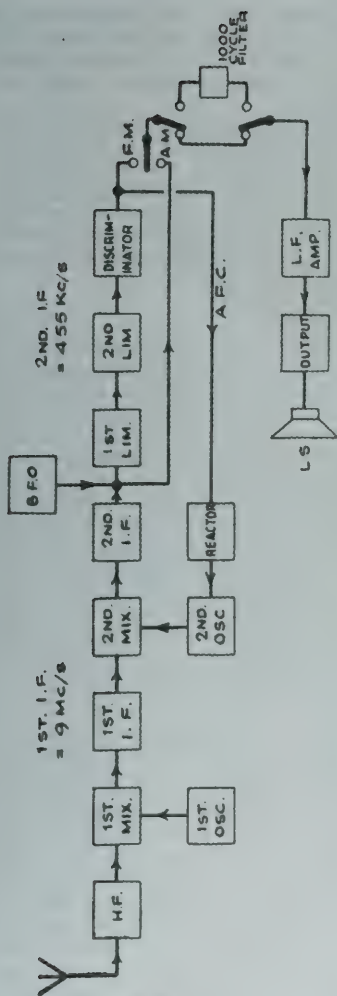 1ST. I.F.
= 9 Mc/s
2ND. I.F
= 455 Kc/s
B F.O
H.F.
1ST.
MIX.
1ST.
I. F.
2ND.
MIX.
2ND.
I.F.
1ST
LIM.
2ND
LIM
DISCRIM-
INATOR
F.M.
A M
1ST.
OSC.
2ND.
OSC
REACTOR
A.F.C.
1000
CYCLE
FILTER
L.F.
AMP.
OUTPUT
L S